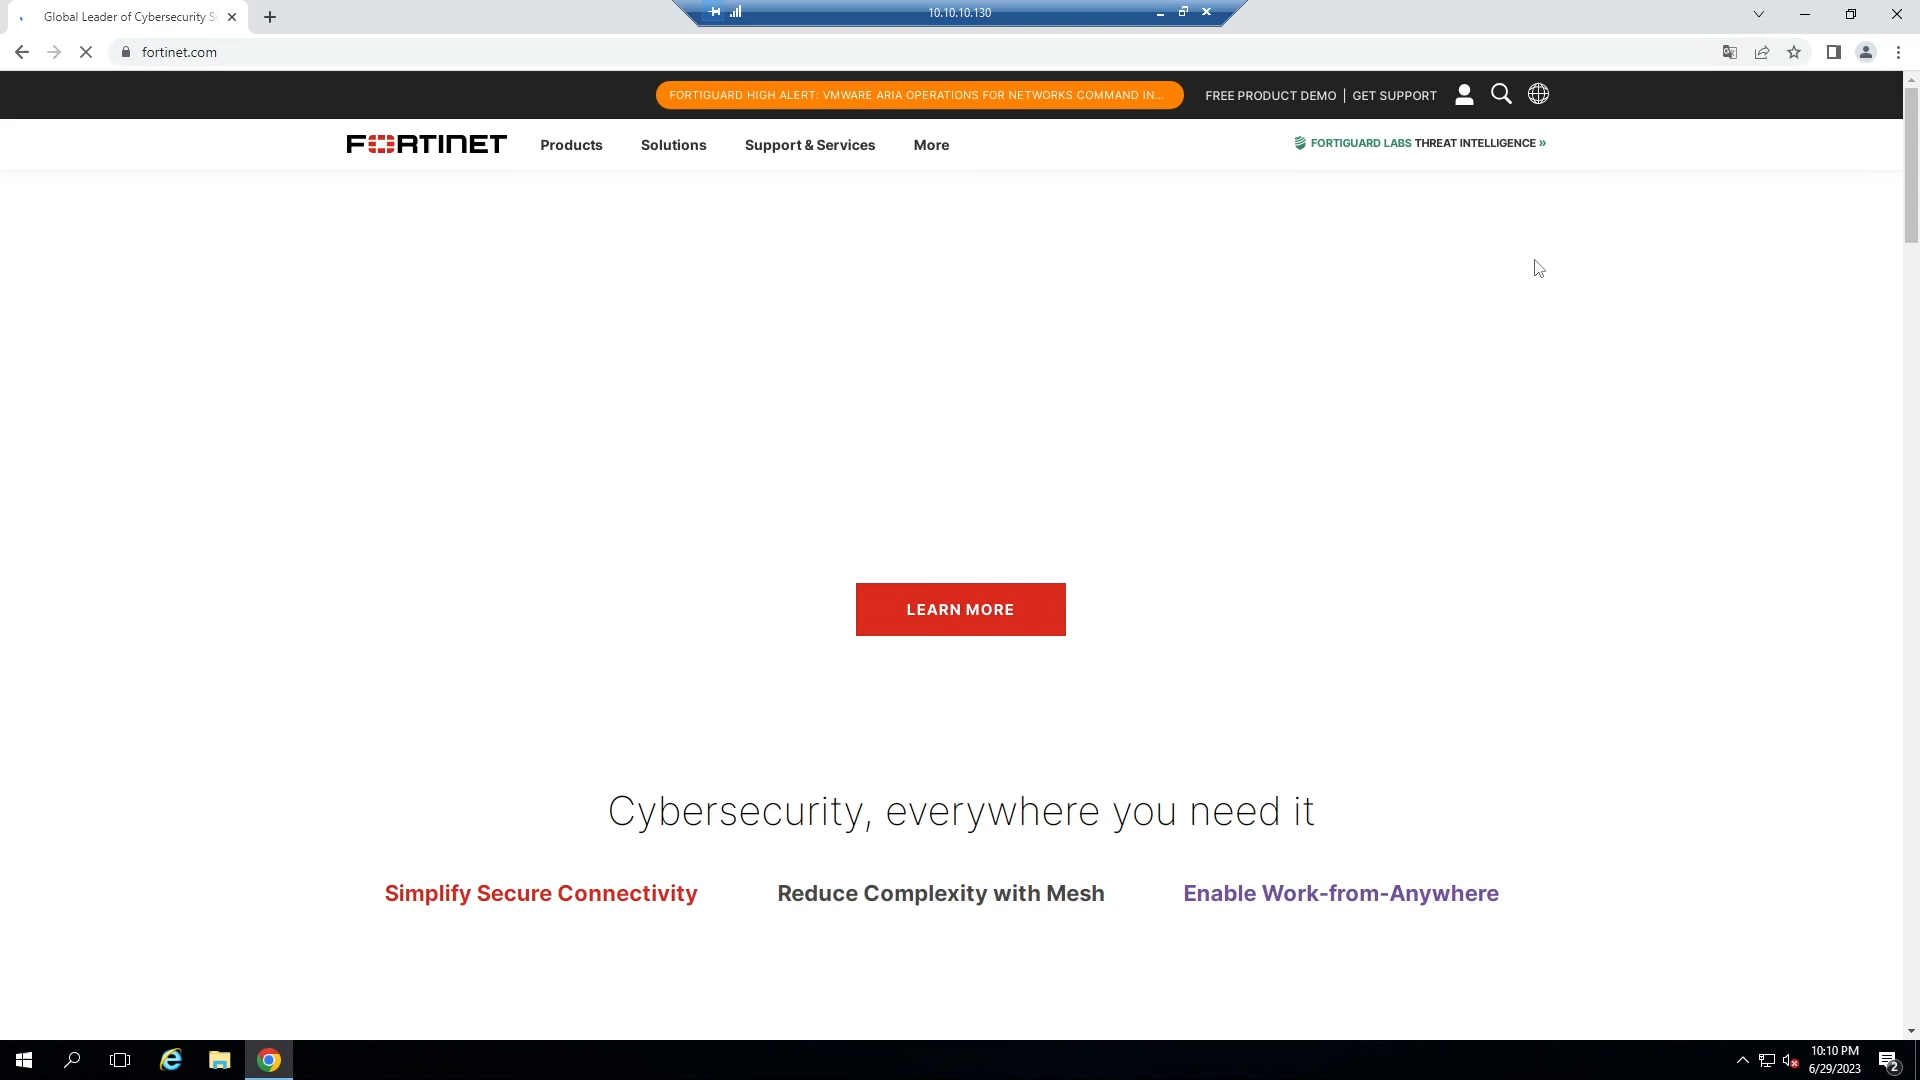 Global Leader of Cybersecurity S
10.10.10.130
fortinet.com
FORTIGUARD HIGH ALERT: VMWARE ARIA OPERATIONS FOR NETWORKS COMMAND IN...
FREE PRODUCT DEMO | GET SUPPORT
FORTINET
Products
Solutions
Support & Services
More
FORTIGUARD LABS THREAT INTELLIGENCE »
LEARN MORE
Cybersecurity, everywhere you need it
Simplify Secure Connectivity
Reduce Complexity with Mesh
Enable Work-from-Anywhere
10:10 PM
6/29/2023
2